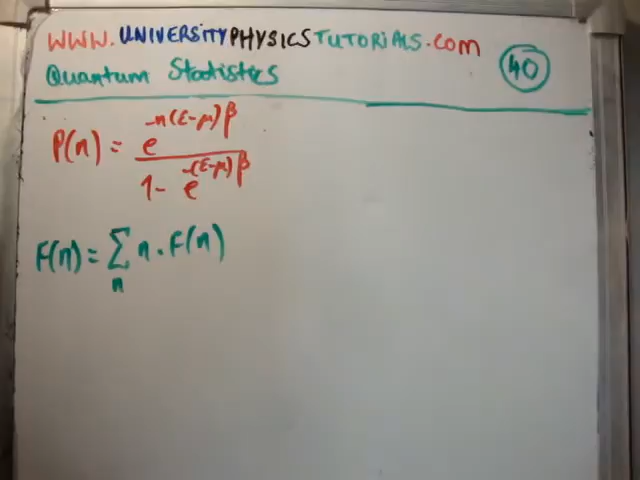 WWW.UNIVERSITYPHYSICSTUTORIALS.COM
Quantum Statistics
40
P(n) = e^{-n(ε-μ)β} / 1 - e^{-(ε-μ)β}
F(n) = Σ_n n . F(n)